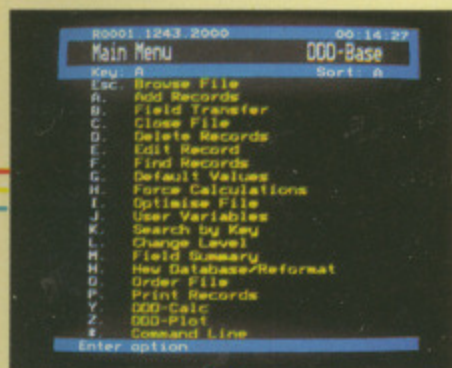 R0001 1243.2000 00:14:27
Main Menu ODD-Base
Key: A Sort: A
Esc. Browse File
A. Add Records
B. Field Transfer
C. Close File
D. Delete Records
E. Edit Record
F. Find Records
G. Default Values
H. Force Calculations
I. Optimise File
J. User Variables
K. Search by Key
L. Change Level
M. Field Summary
N. New Database/Reformat
O. Order File
P. Print Records
Y. ODD-Calc
Z. ODD-Plot
*. Command Line
Enter option